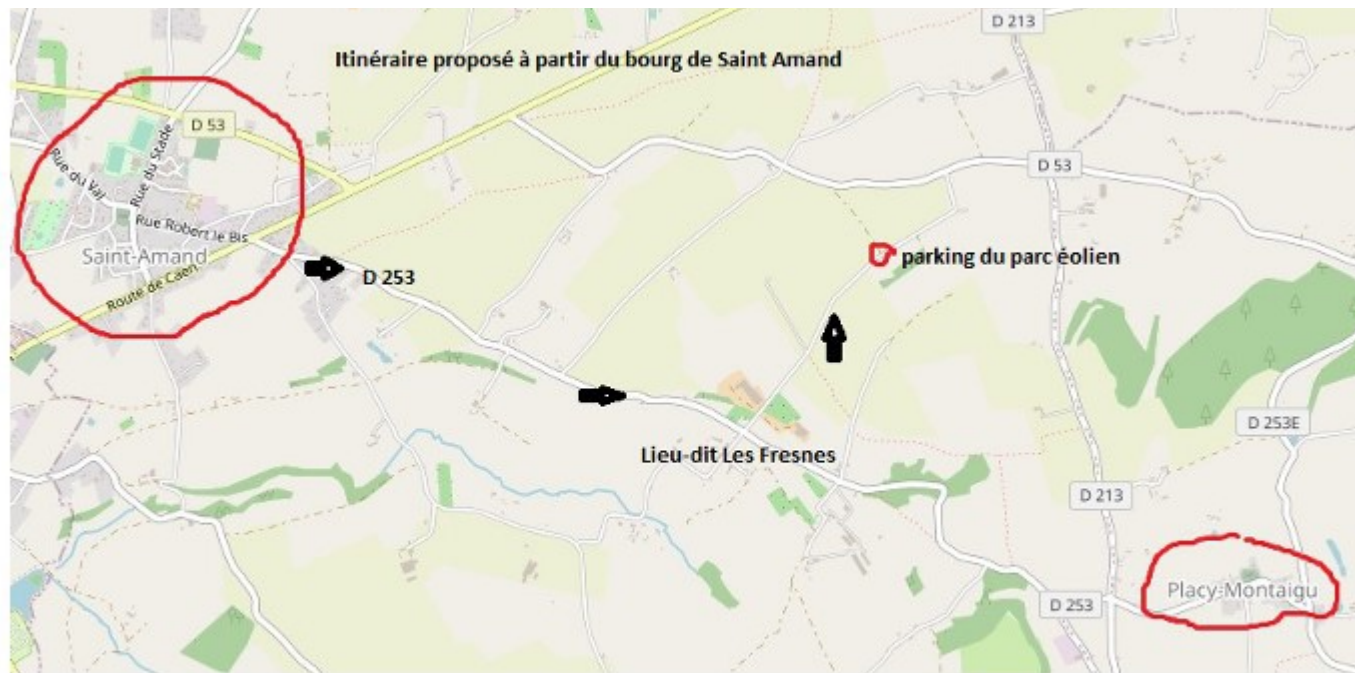 D 213
Itinéraire proposé à partir du bourg de Saint Amand
D 53
Rue du Stade
Rue du Val
D 53
Rue Robert le Bis
Saint-Amand
parking du parc éolien
D 253
Route de Caen
D 253E
Lieu-dit Les Fresnes
D 213
Placy-Montaigu
D 253